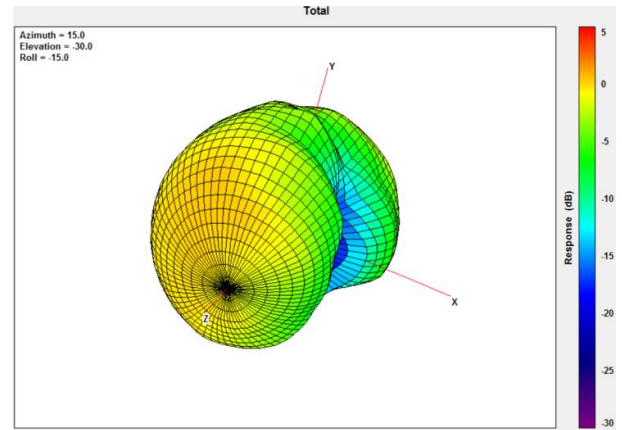 Total
Azimuth = 15.0
Elevation = -30.0
Roll = -15.0
Y
X
Z
5
0
-5
-10
-15
-20
-25
-30
Response (dB)